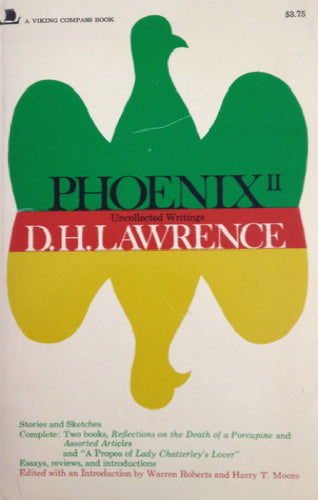 A VIKING COMPASS BOOK
$3.75
PHOENIX II
Uncollected Writings
D.H.LAWRENCE
Stories and Sketches
Complete: Two books, Reflections on the Death of a Porcupine and
Assorted Articles
and "A Propos of Lady Chatterley's Lover"
Essays, reviews, and introductions
Edited with an Introduction by Warren Roberts and Harry T. Moore